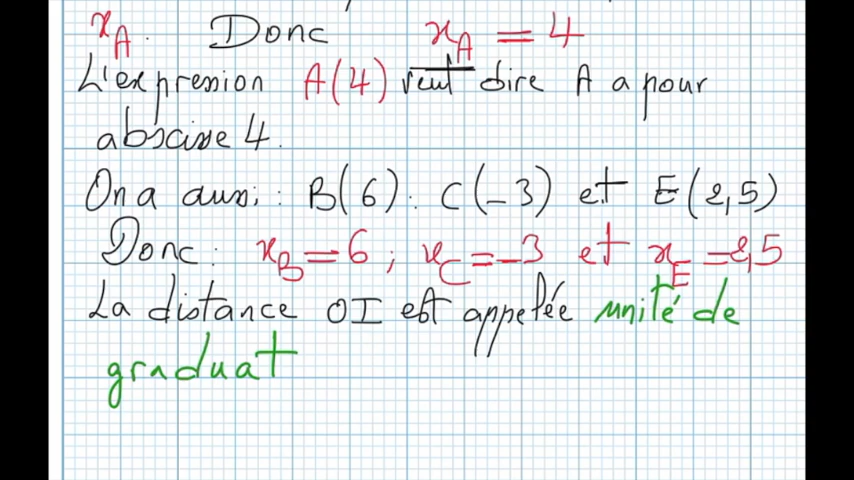 x_A. Donc x_A = 4
L'expression A(4) veut dire A a pour
abscisse 4.
On a aussi : B(6). C(-3) et E(2,5)
Donc : x_B = 6 ; x_C = -3 et x_E = 2,5
La distance OI est appelée unité de
graduat